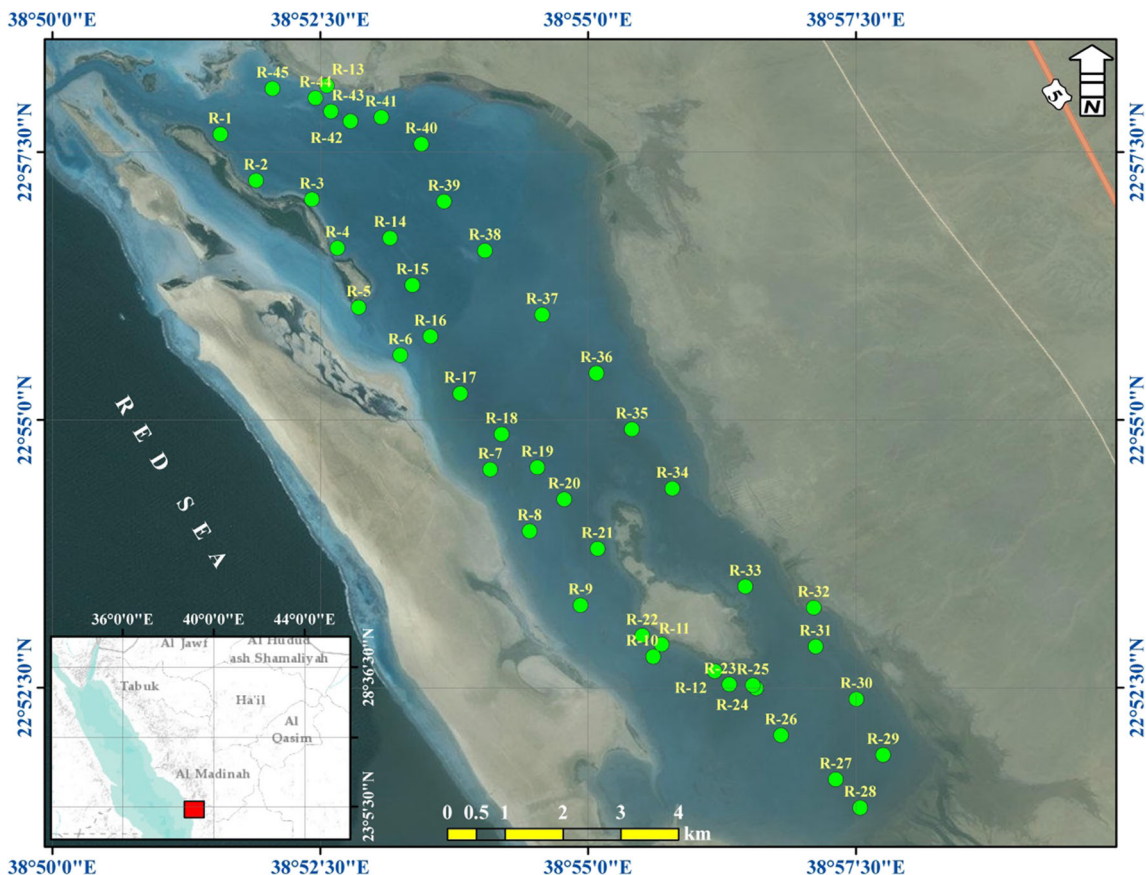 38°50'0"E 38°52'30"E 38°55'0"E 38°57'30"E
R-13
R-45
R-44
R-43
R-41
5
N
R-1
R-42
R-40
22°57'30"N 22°57'30"N
R-2
R-3
R-39
R-14
R-4
R-38
R-15
R-5
R-37
R-16
R-6
R-36
R-17
RED SEA
R-18
R-35
22°55'0"N 22°55'0"N
R-7
R-19
R-34
R-20
R-8
R-21
R-33
R-9
R-32
36°0'0"E 40°0'0"E 44°0'0"E
R-22
R-11
R-31
R-10
Al Jawf
Al Hudud
ash Shamaliyah
28°36'30"N
R-23
R-25
R-12
R-24
22°52'30"N 22°52'30"N
Tabuk
Ha'il
R-30
Al
Qasim
R-26
R-29
Al Madinah
R-27
R-28
23°5'30"N
0 0.5 1 2 3 4
km
38°50'0"E 38°52'30"E 38°55'0"E 38°57'30"E